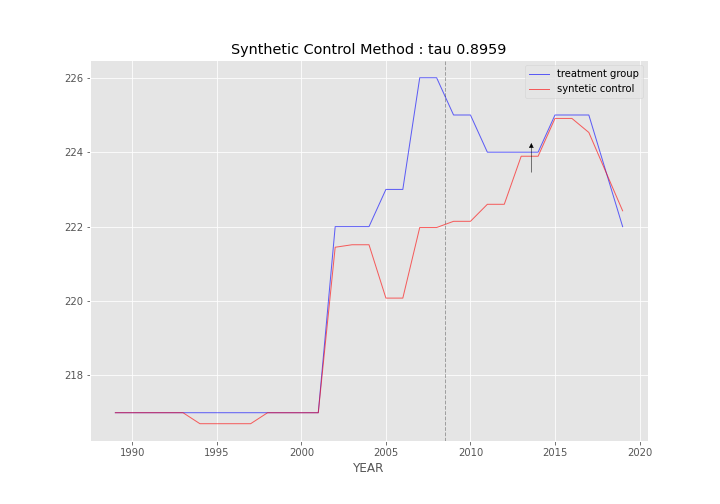 Synthetic Control Method : tau 0.8959
treatment group
syntetic control
226
224
222
220
218
1990 1995 2000 2005 2010 2015 2020
YEAR